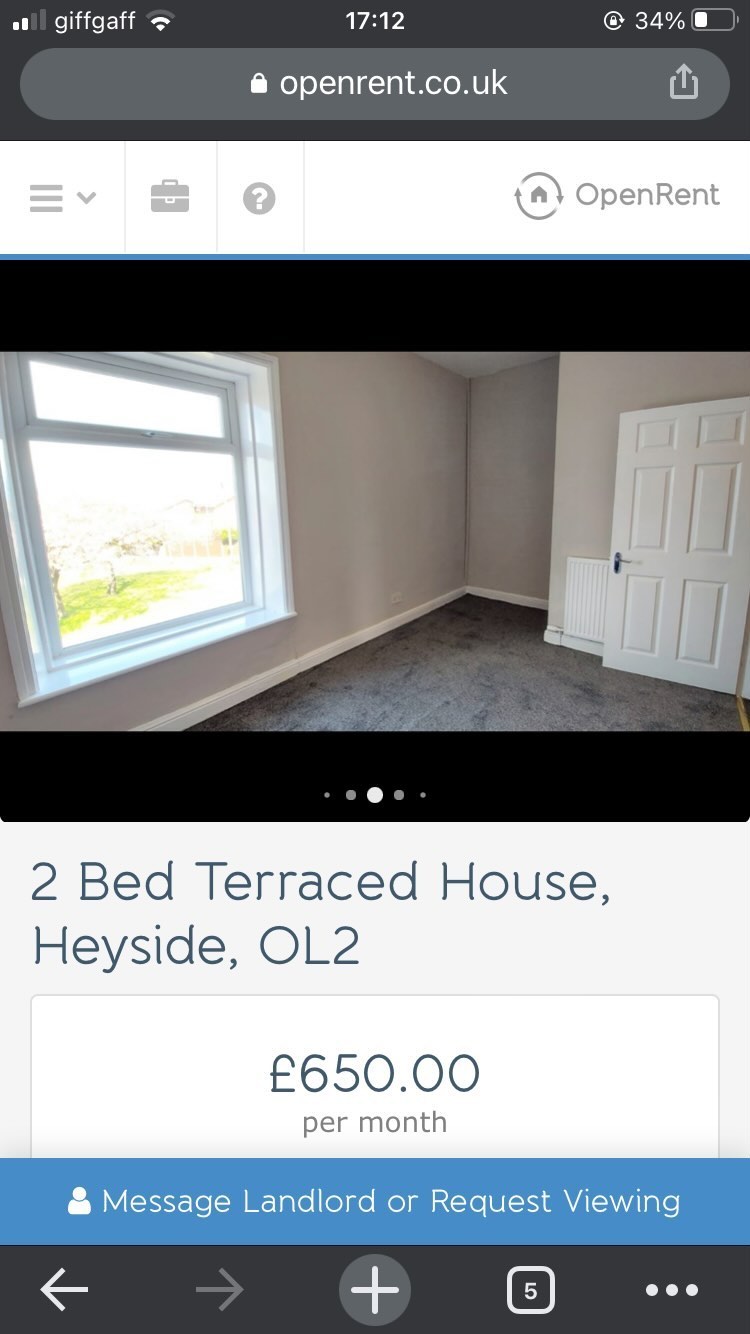 giffgaff 17:12 34%
openrent.co.uk
? OpenRent
2 Bed Terraced House,
Heyside, OL2
£650.00
per month
Message Landlord or Request Viewing
5